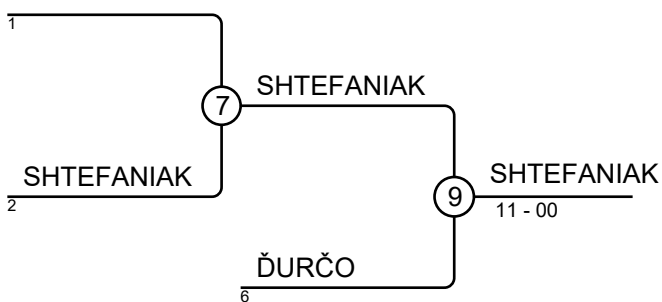 1
7
SHTEFANIAK
SHTEFANIAK
2
9
SHTEFANIAK
11 - 00
ĎURČO
6